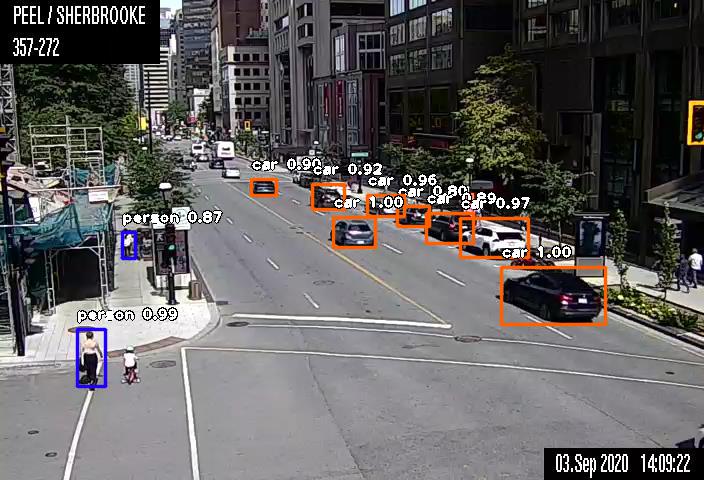 PEEL / SHERBROOKE
357-272
car 0.90
car 0.92
car 0.96
car 0.80
car 0.97
car 1.00
person 0.87
car 1.00
person 0.99
03.Sep 2020 14:09:22